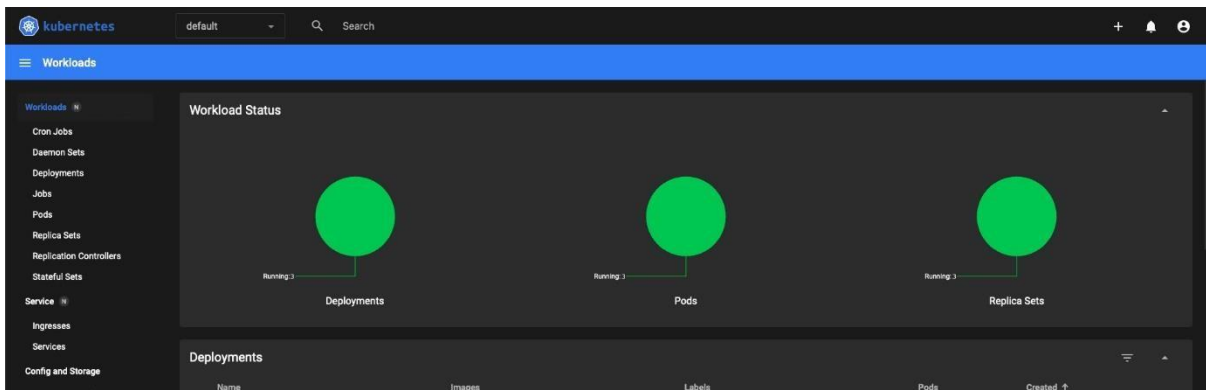 kubernetes
default
Search
Workloads
Workloads N
Cron Jobs
Daemon Sets
Deployments
Jobs
Pods
Replica Sets
Replication Controllers
Stateful Sets
Service N
Ingresses
Services
Config and Storage
Workload Status
Running:3
Running:3
Running:3
Deployments
Pods
Replica Sets
Deployments
Name Images Labels Pods Created ↑